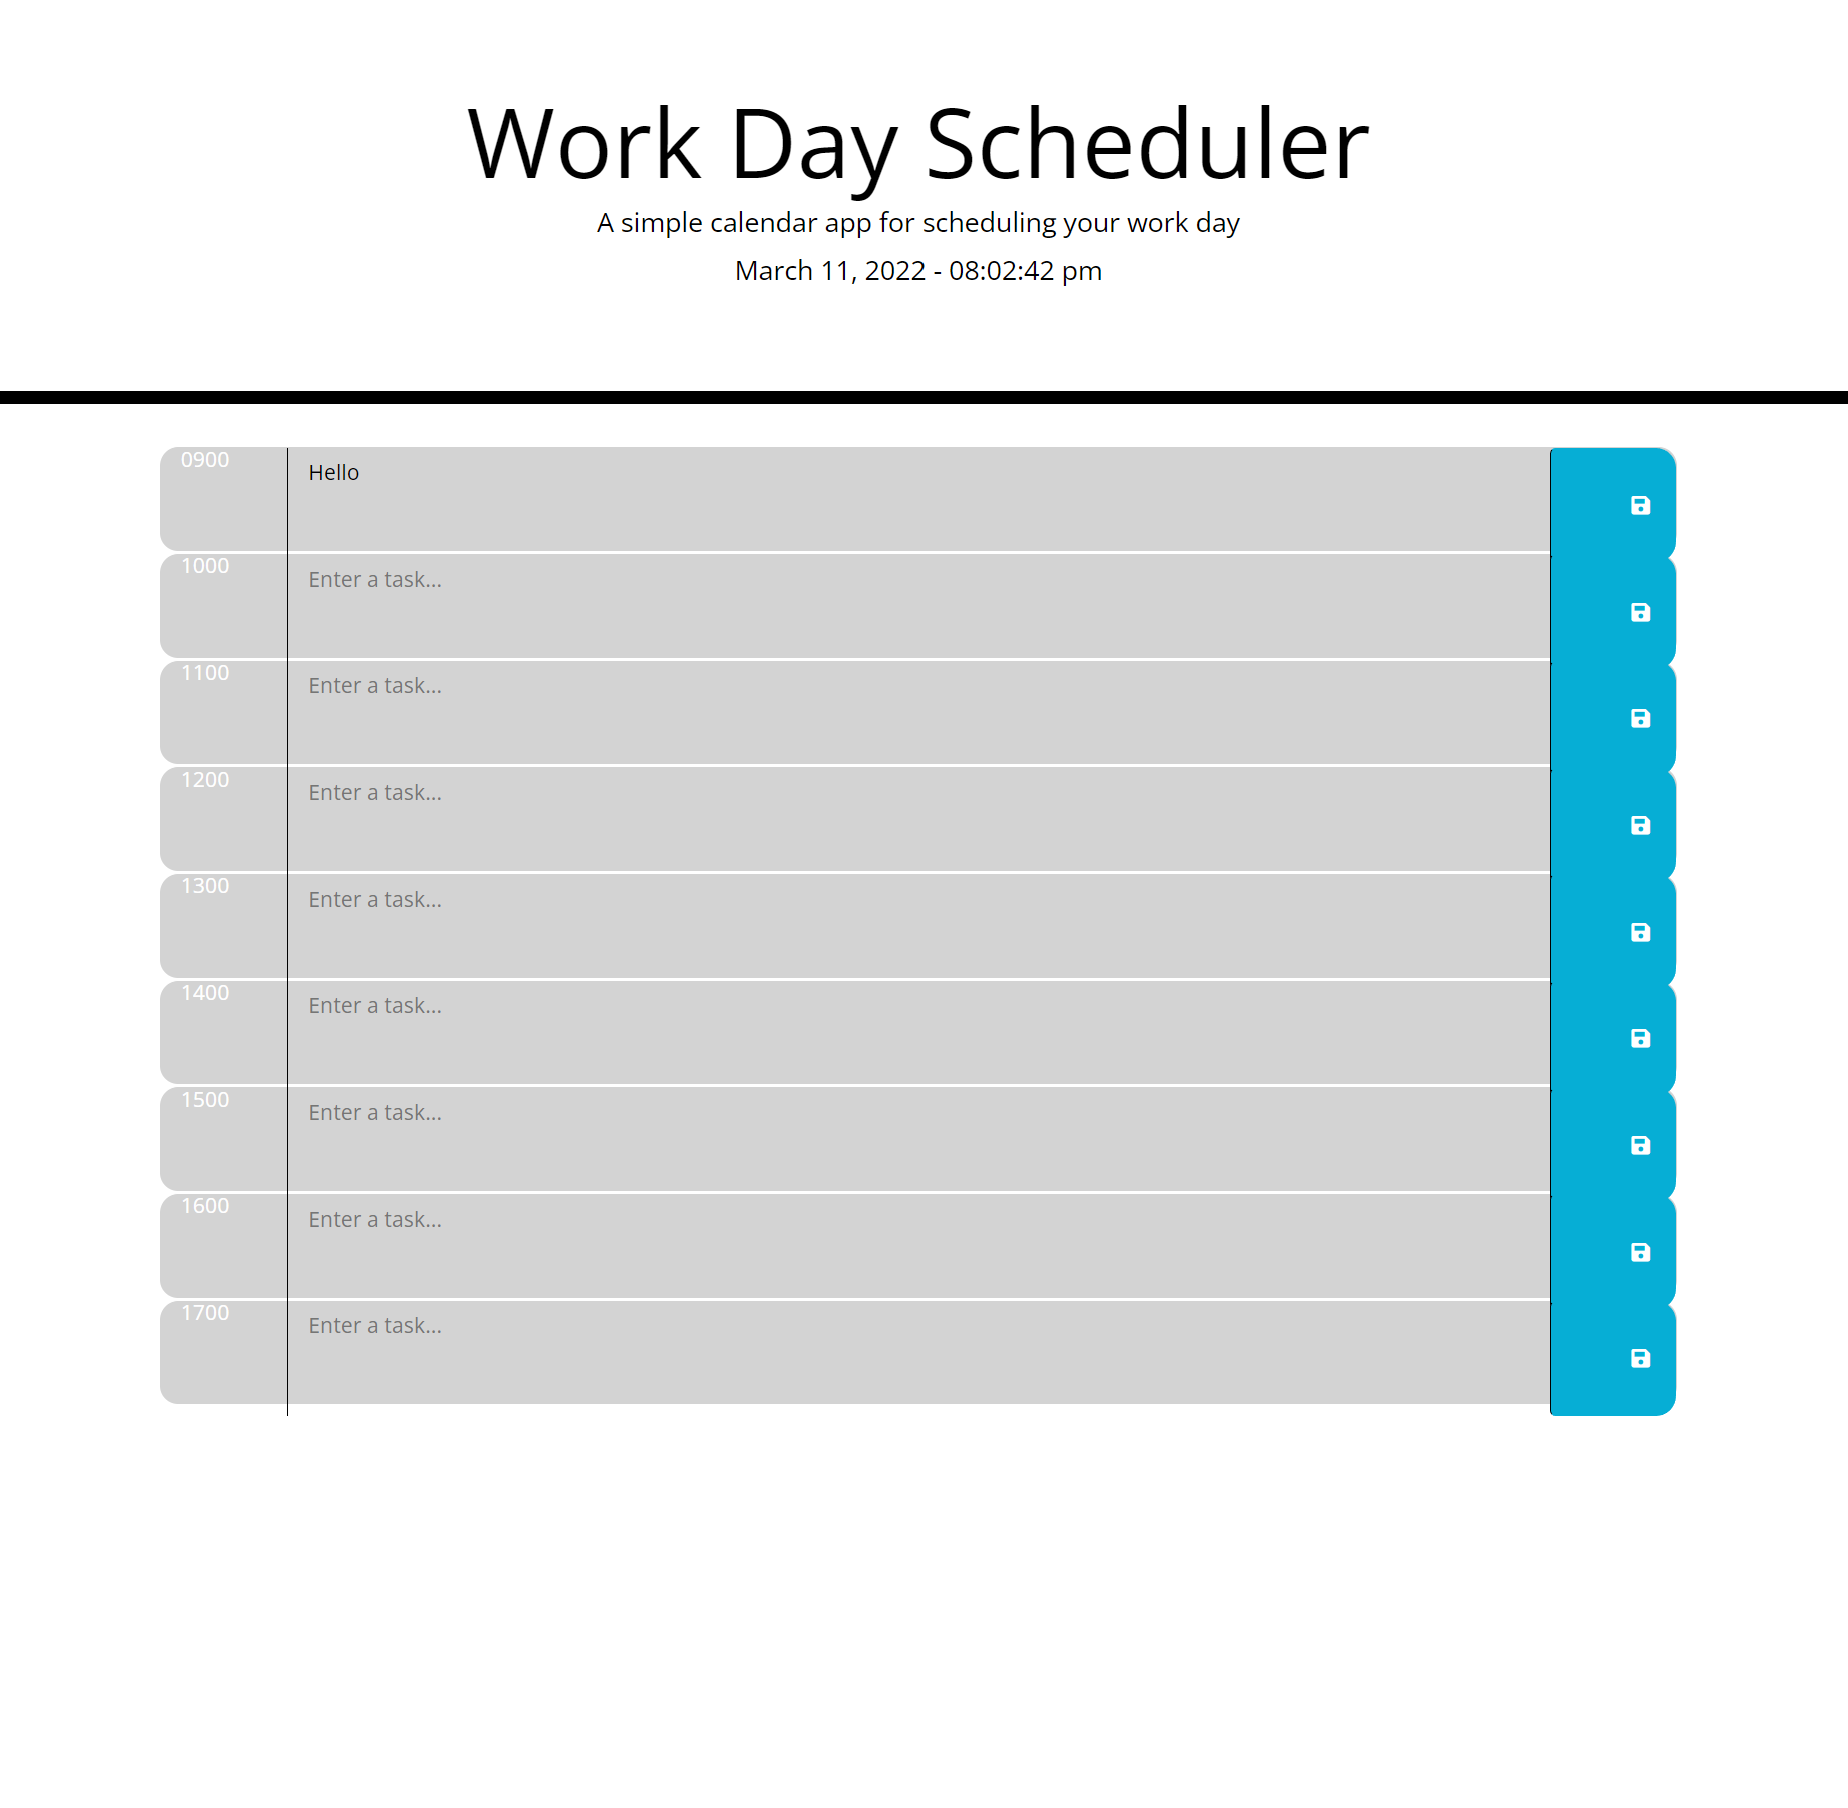 Work Day Scheduler
A simple calendar app for scheduling your work day
March 11, 2022 - 08:02:42 pm
0900
Hello
1000
Enter a task...
1100
Enter a task...
1200
Enter a task...
1300
Enter a task...
1400
Enter a task...
1500
Enter a task...
1600
Enter a task...
1700
Enter a task...